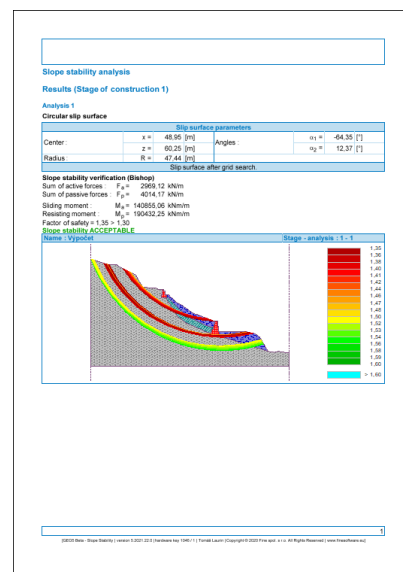 Slope stability analysis
Results (Stage of construction 1)
Analysis 1
Circular slip surface
Slip surface parameters
Center : x = 48,95 [m] Angles : α1 = -64,35 [°]
z = 60,25 [m] α2 = 12,37 [°]
Radius : R = 47,44 [m]
Slip surface after grid search.
Slope stability verification (Bishop)
Sum of active forces : Fa = 2969,12 kN/m
Sum of passive forces : Fp = 4014,17 kN/m
Sliding moment : Ma = 140855,06 kNm/m
Resisting moment : Mp = 190432,25 kNm/m
Factor of safety = 1,35 > 1,30
Slope stability ACCEPTABLE
Name : Výpočet Stage - analysis : 1 - 1
1,35
1,36
1,38
1,40
1,41
1,42
1,44
1,46
1,47
1,48
1,50
1,52
1,53
1,54
1,56
1,58
1,59
1,60
> 1,60
1